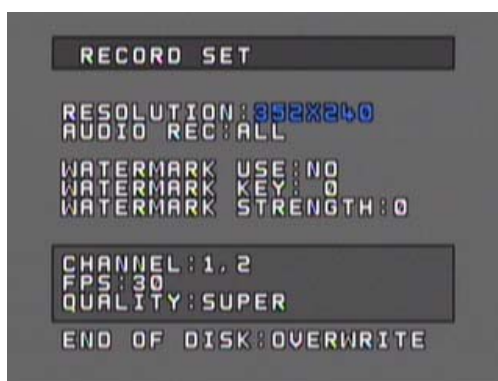 RECORD SET
RESOLUTION:352X240
AUDIO REC:ALL
WATERMARK USE:NO
WATERMARK KEY: 0
WATERMARK STRENGTH:0
CHANNEL:1,2
FPS:30
QUALITY:SUPER
END OF DISK:OVERWRITE